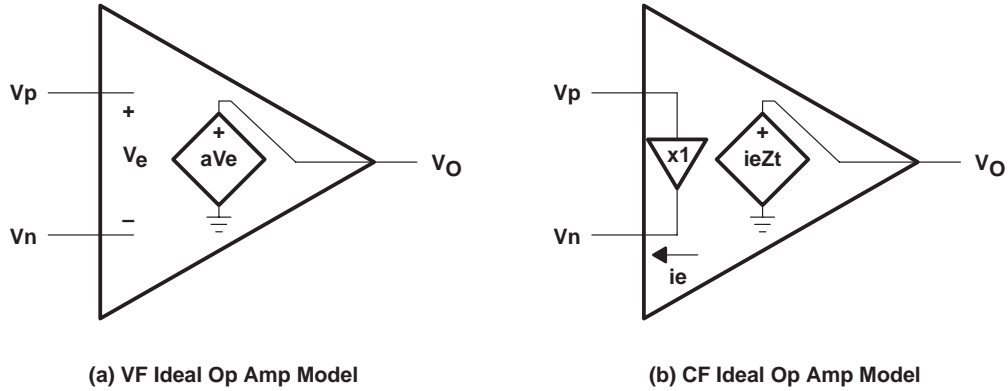 Vp
+
Ve
–
Vn
+
aVe
VO
(a) VF Ideal Op Amp Model
Vp
x1
Vn
ie
+
ieZt
VO
(b) CF Ideal Op Amp Model